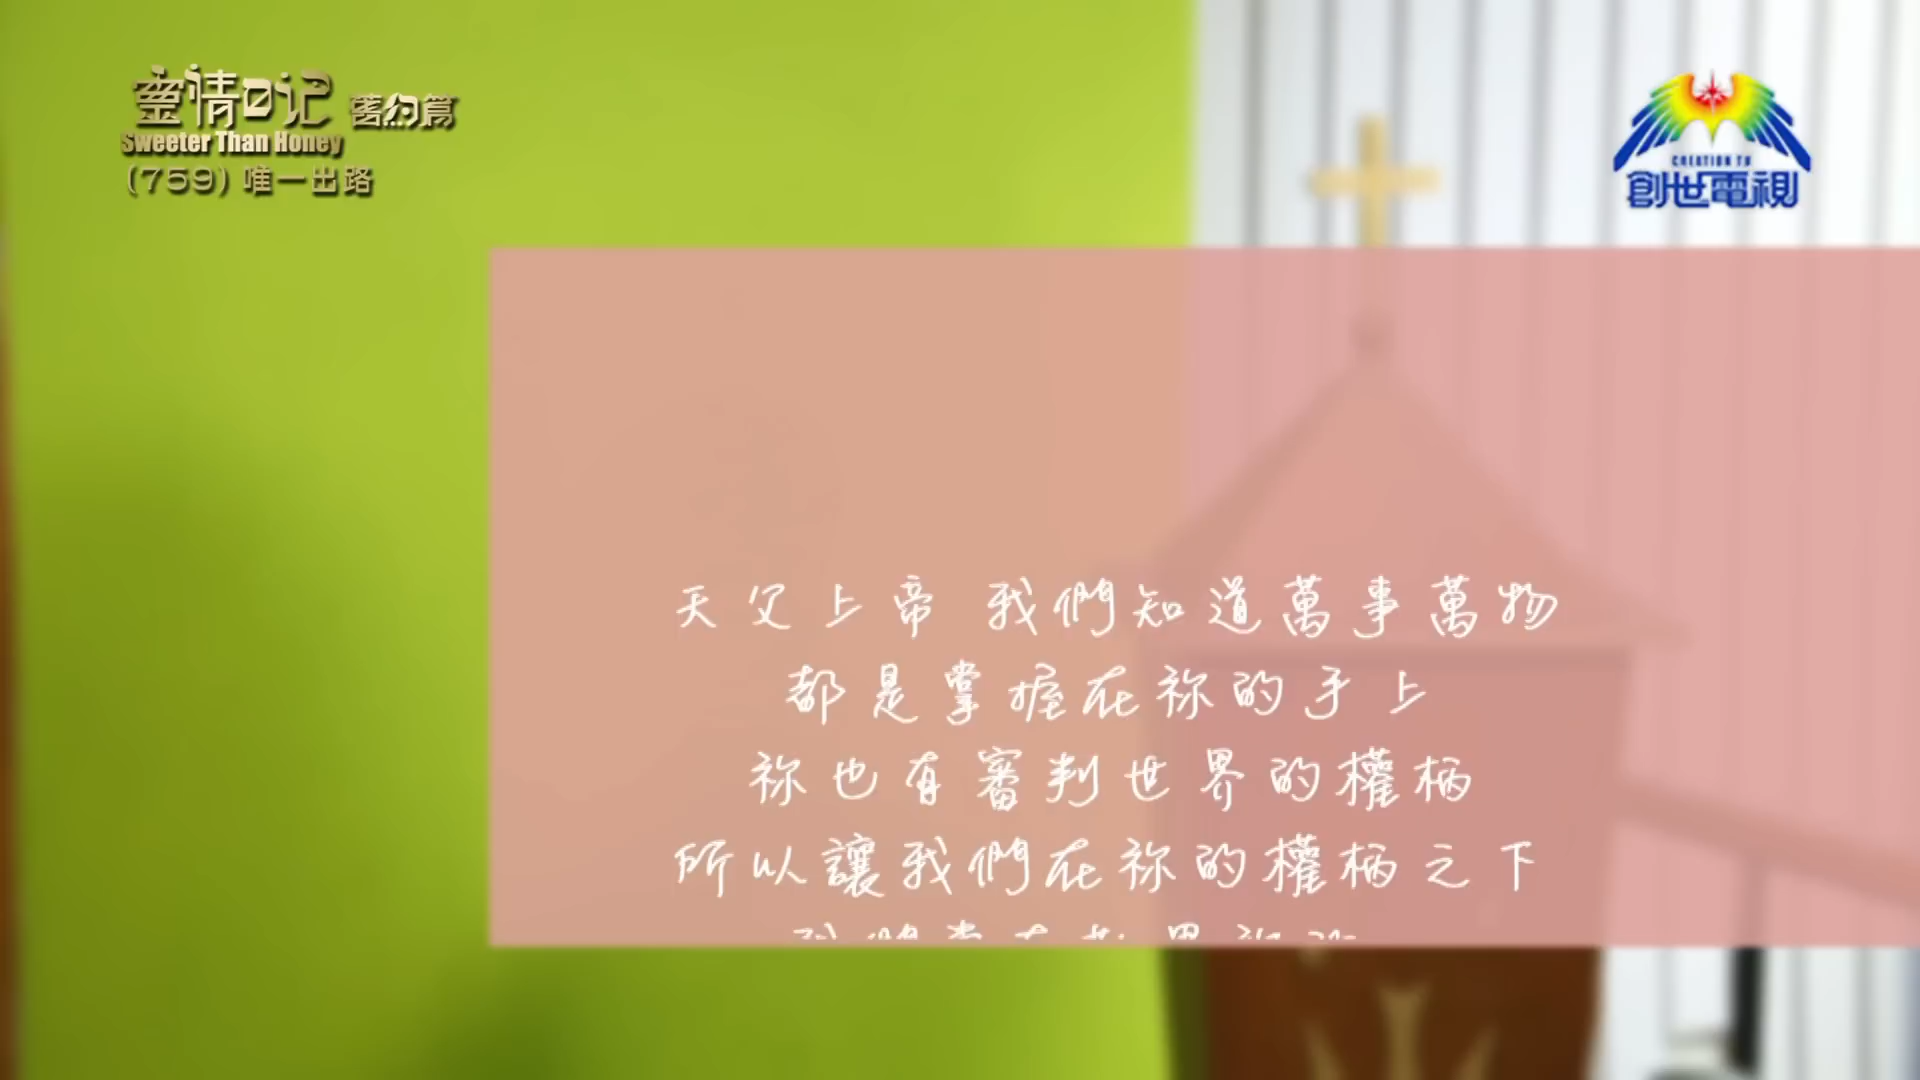 靈情日记 舊約篇
Sweeter Than Honey
(759) 唯一出路
CREATION TV
創世電視
天父上帝 我們知道萬事萬物
都是掌握在祢的手上
祢也有審判世界的權柄
所以讓我們在祢的權柄之下